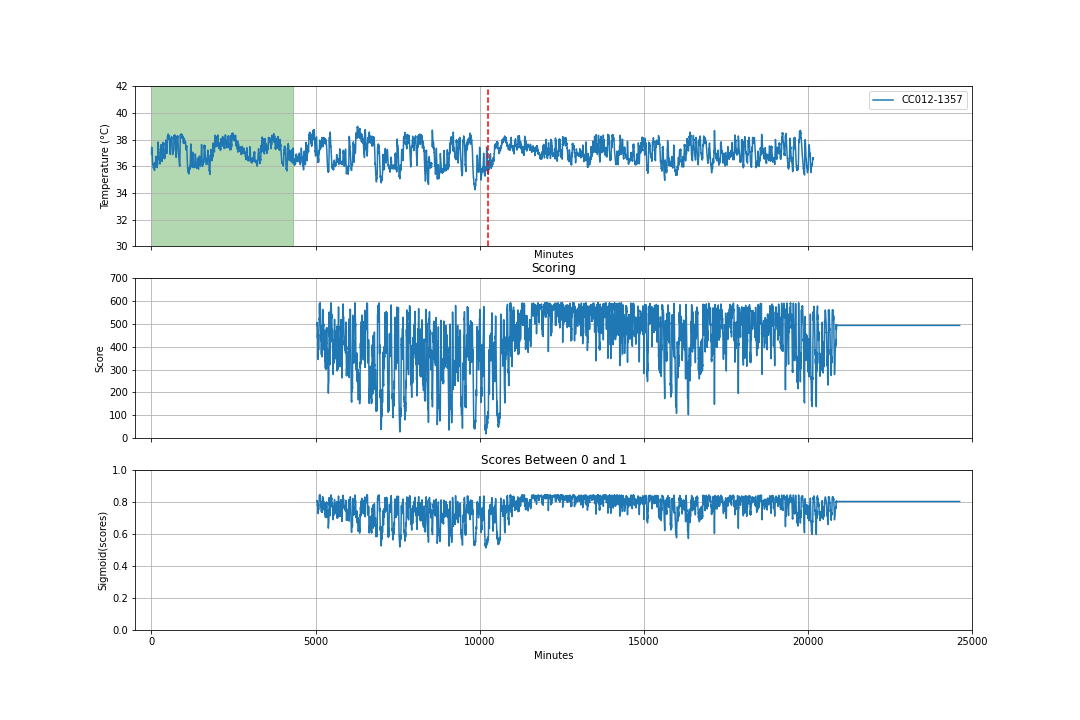 42
40
38
36
34
32
30
Temperature (°C)
CC012-1357
Minutes
Scoring
700
600
500
400
300
200
100
0
Score
Scores Between 0 and 1
1.0
0.8
0.6
0.4
0.2
0.0
Sigmoid(scores)
0 5000 10000 15000 20000 25000
Minutes